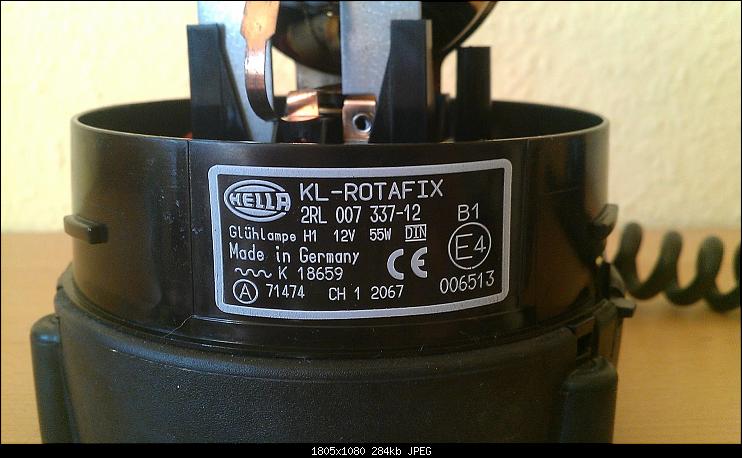 HELLA KL-ROTAFIX
2RL 007 337-12 B1
Glühlampe H1 12V 55W DIN E4
Made in Germany CE
K 18659 006513
A 71474 CH 1 2067
1805x1080 284kb JPEG